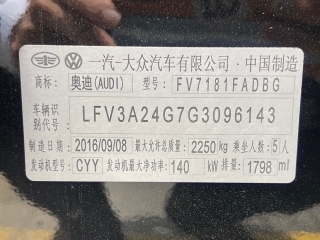 一汽-大众汽车有限公司·中国制造
商标: 奥迪(AUDI) 型号: FV7181FADBG
车辆识别代号: LFV3A24G7G3096143
制造日期 2016/09/08 最大允许总质量 2250 kg 乘坐人数: 5人
发动机型号: CYY 发动机最大净功率: 140 kW 排量: 1798 ml